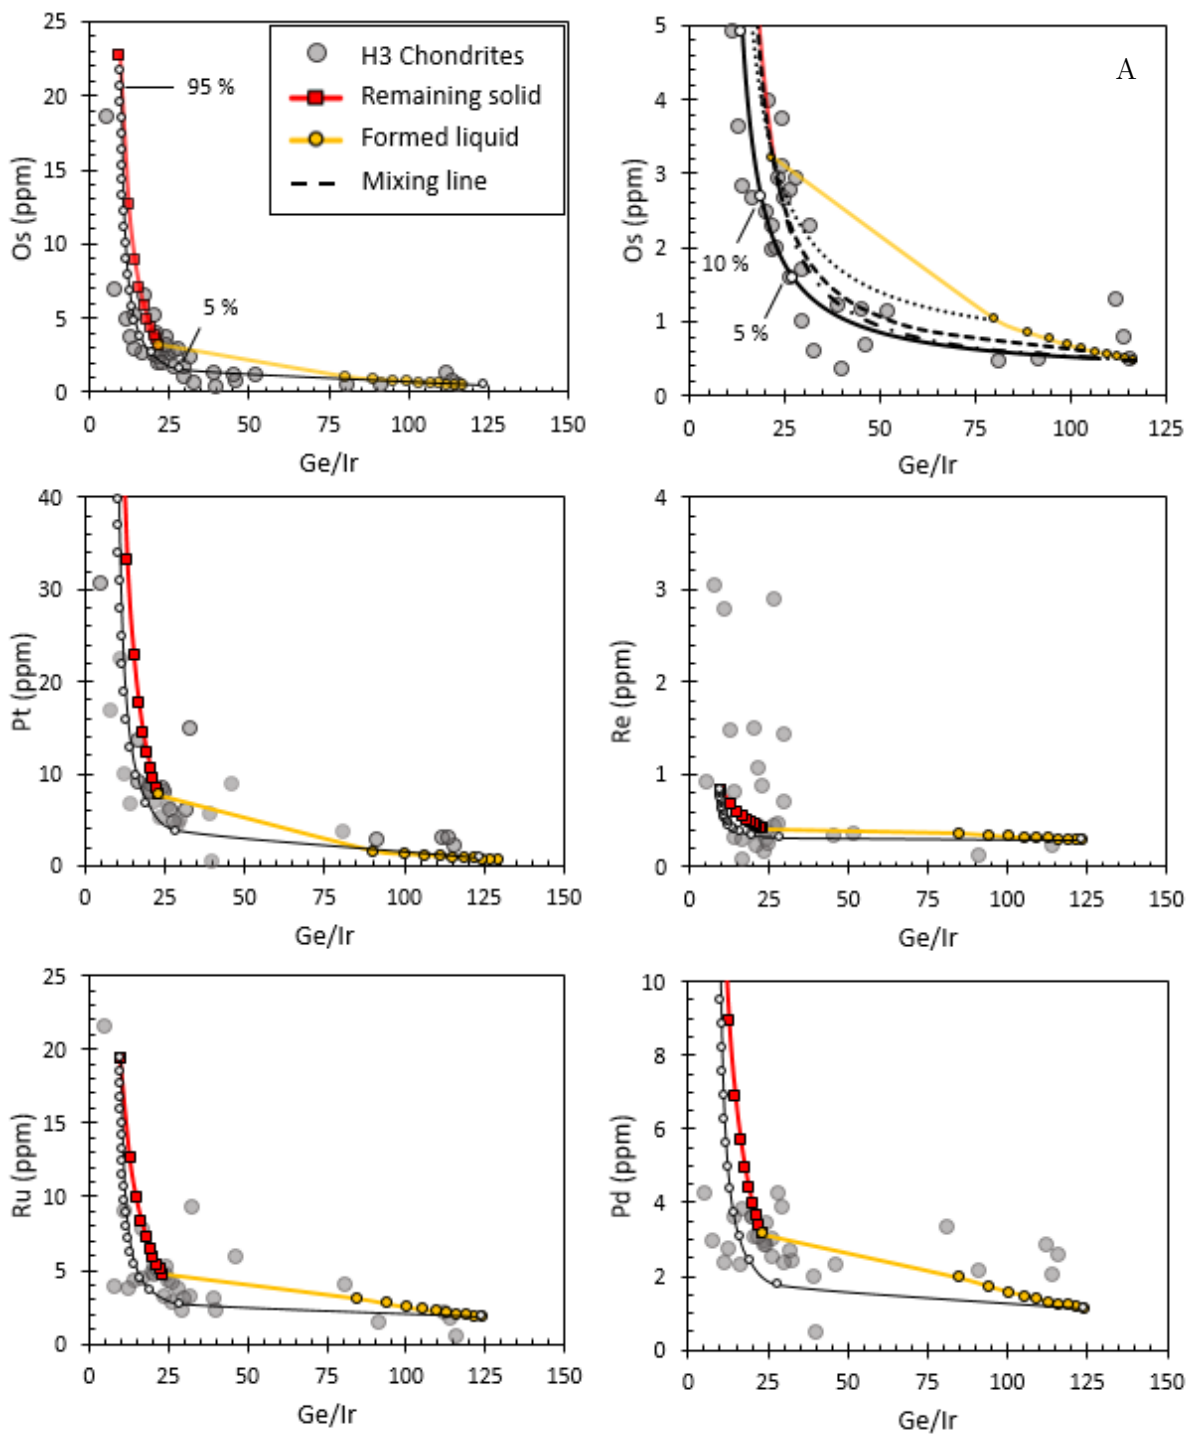 25
20
15
10
5
0
Os (ppm)
95 %
5 %
H3 Chondrites
Remaining solid
Formed liquid
Mixing line
0 25 50 75 100 125 150
Ge/Ir
5
4
3
2
1
0
Os (ppm)
A
10 %
5 %
0 25 50 75 100 125
Ge/Ir
40
30
20
10
0
Pt (ppm)
0 25 50 75 100 125 150
Ge/Ir
4
3
2
1
0
Re (ppm)
0 25 50 75 100 125 150
Ge/Ir
25
20
15
10
5
0
Ru (ppm)
0 25 50 75 100 125 150
Ge/Ir
10
8
6
4
2
0
Pd (ppm)
0 25 50 75 100 125 150
Ge/Ir